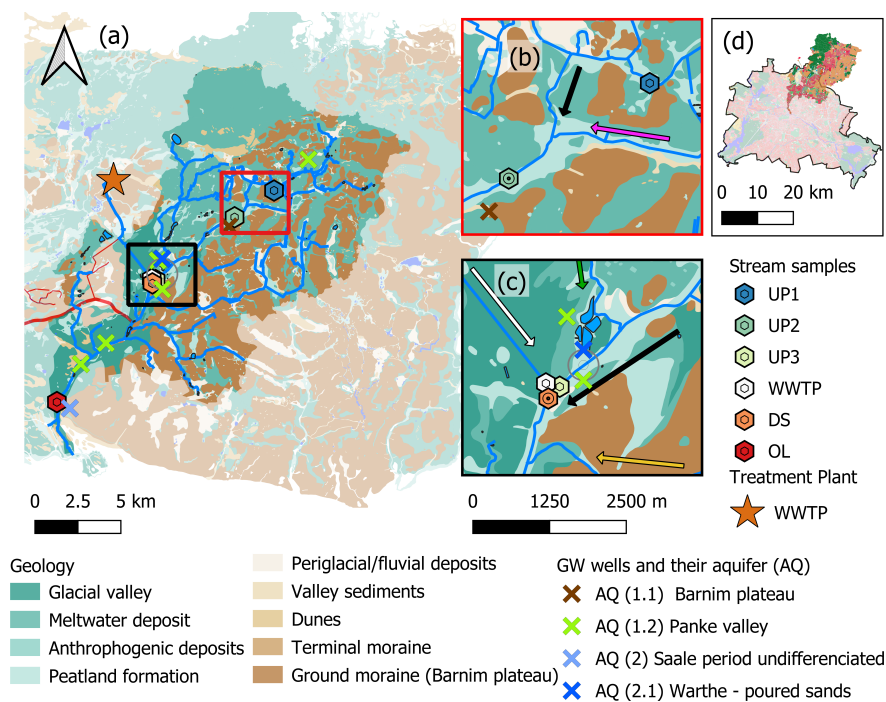 (a)
(b)
(d)
0 10 20 km
(c)
Stream samples
UP1
UP2
UP3
WWTP
DS
OL
Treatment Plant
WWTP
0 2.5 5 km
0 1250 2500 m
Geology
Glacial valley
Meltwater deposit
Anthrophogenic deposits
Peatland formation
Periglacial/fluvial deposits
Valley sediments
Dunes
Terminal moraine
Ground moraine (Barnim plateau)
GW wells and their aquifer (AQ)
AQ (1.1) Barnim plateau
AQ (1.2) Panke valley
AQ (2) Saale period undifferenciated
AQ (2.1) Warthe - poured sands